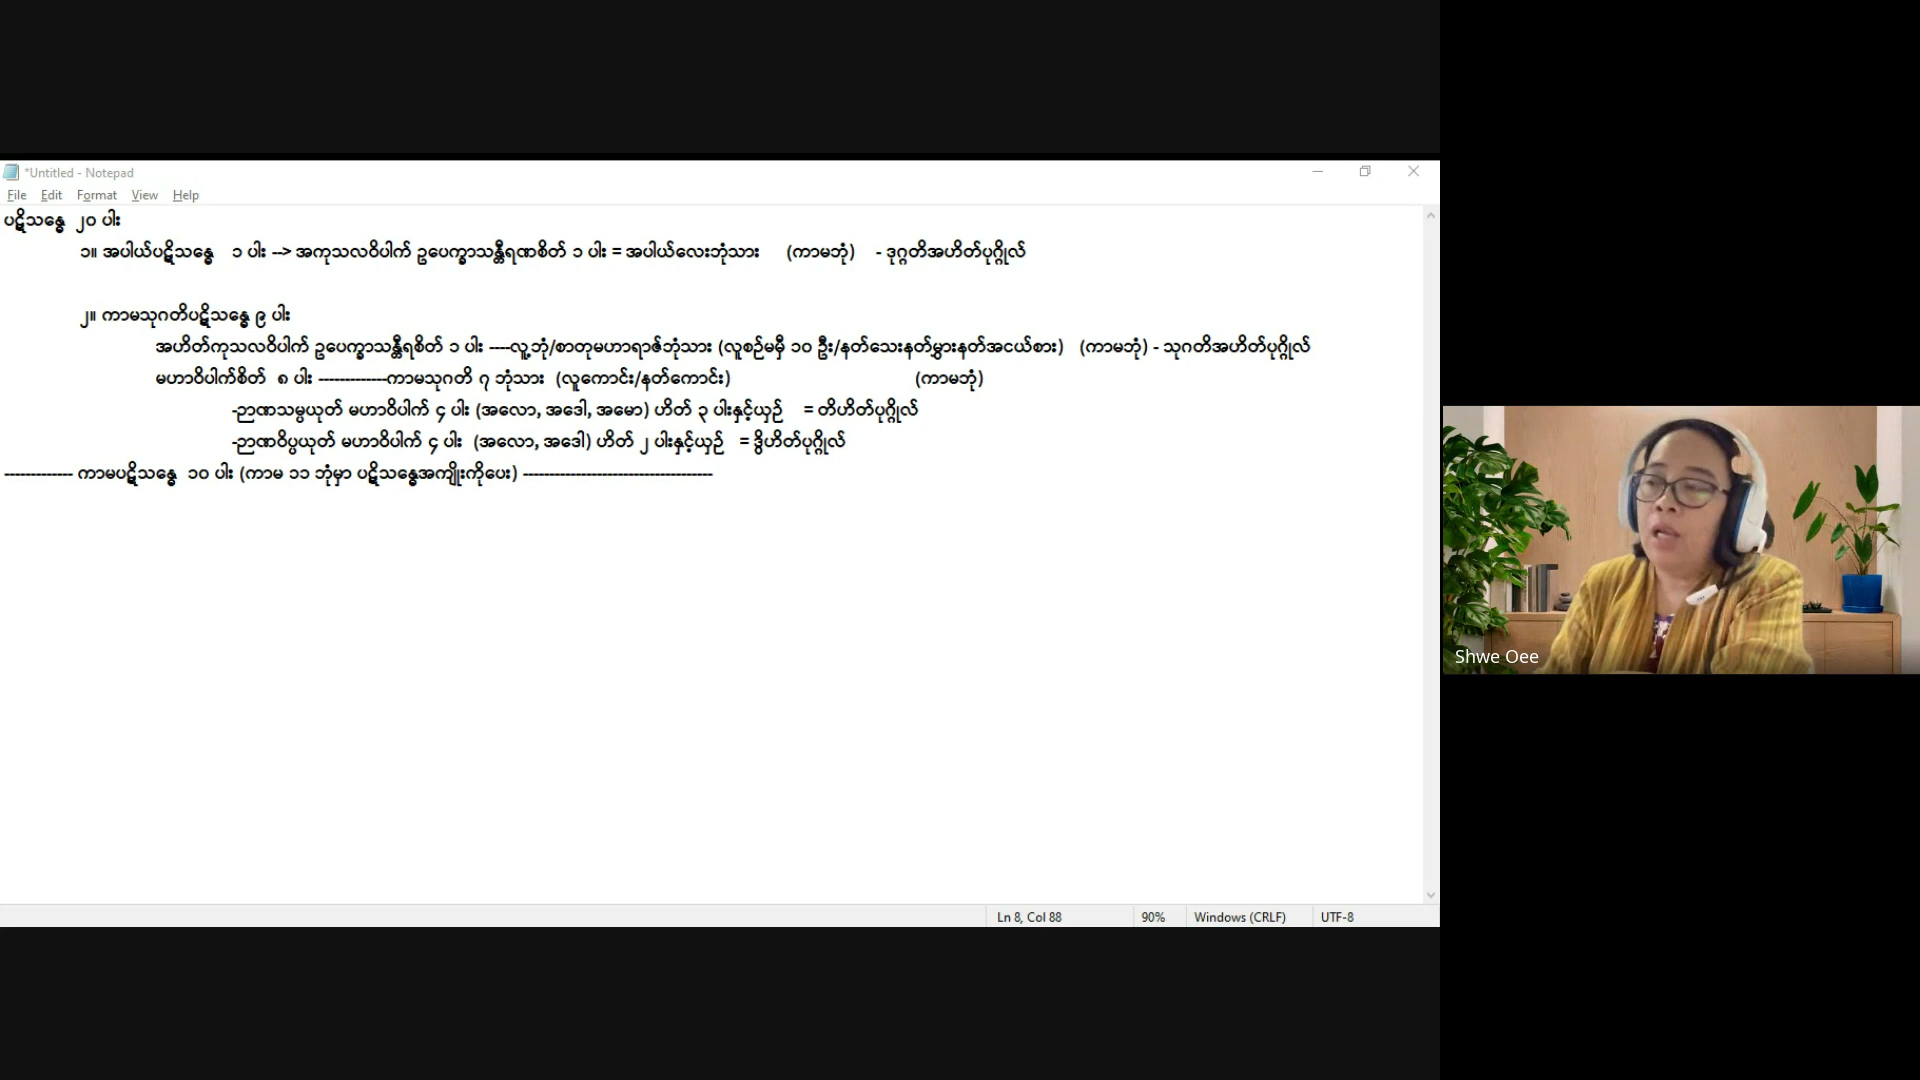 *Untitled - Notepad
File Edit Format View Help
ပဋိသန္ဓေ ၂၀ ပါး
၁။ အပါယ်ပဋိသန္ဓေ ၁ ပါး --> အကုသလဝိပါက် ဥပေက္ခာသန္တီရဏစိတ် ၁ ပါး = အပါယ်လေးဘုံသား (ကာမဘုံ) - ဒုဂ္ဂတိအဟိတ်ပုဂ္ဂိုလ်
၂။ ကာမသုဂတိပဋိသန္ဓေ ၉ ပါး
အဟိတ်ကုသလဝိပါက် ဥပေက္ခာသန္တီရစိတ် ၁ ပါး ----လူ့ဘုံ/စာတုမဟာရာဇ်ဘုံသား (လူစဉ်မမှီ ၁၀ ဦး/နတ်သေးနတ်မွှားနတ်အငယ်စား) (ကာမဘုံ) - သုဂတိအဟိတ်ပုဂ္ဂိုလ်
မဟာဝိပါက်စိတ် ၈ ပါး -------------ကာမသုဂတိ ၇ ဘုံသား (လူကောင်း/နတ်ကောင်း) (ကာမဘုံ)
-ဉာဏသမ္ပယုတ် မဟာဝိပါက် ၄ ပါး (အလော, အဒေါ, အမော) ဟိတ် ၃ ပါးနှင့်ယှဉ် = တိဟိတ်ပုဂ္ဂိုလ်
-ဉာဏဝိပ္ပယုတ် မဟာဝိပါက် ၄ ပါး (အလော, အဒေါ) ဟိတ် ၂ ပါးနှင့်ယှဉ် = ဒွိဟိတ်ပုဂ္ဂိုလ်
------------- ကာမပဋိသန္ဓေ ၁၀ ပါး (ကာမ ၁၁ ဘုံမှာ ပဋိသန္ဓေအကျိုးကိုပေး) ------------------------------------
Shwe Oee
Ln 8, Col 88 90% Windows (CRLF) UTF-8